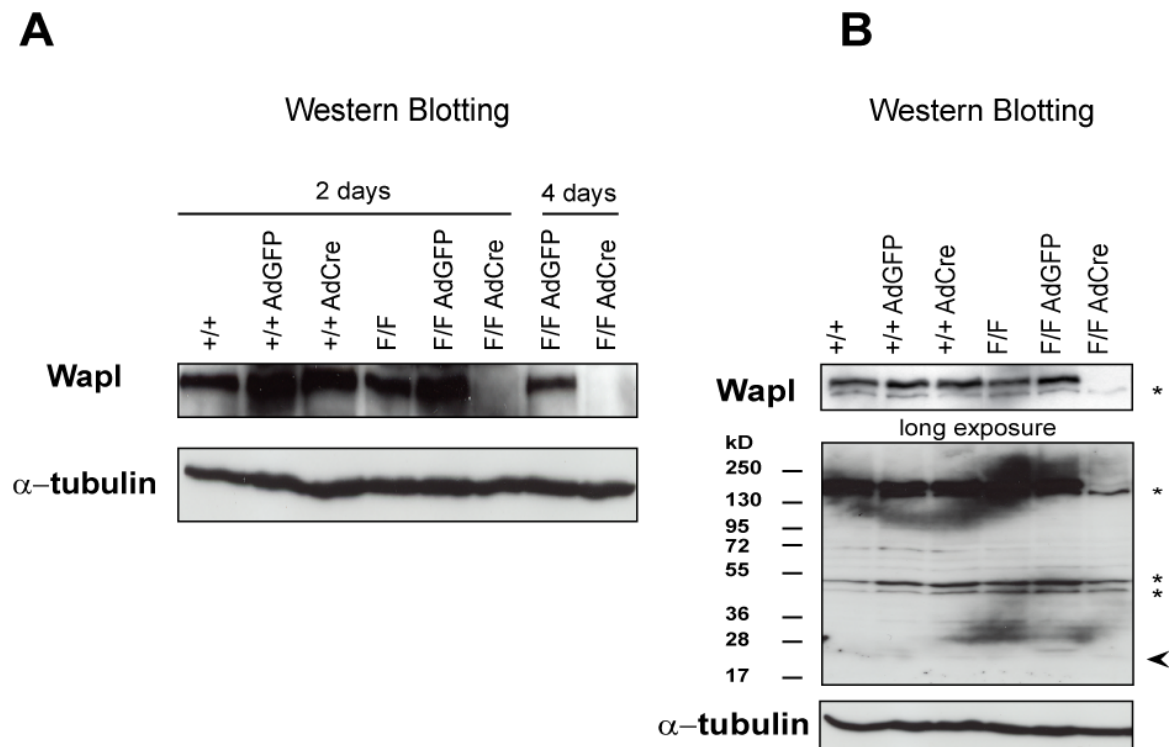 A
Western Blotting
2 days
4 days
+/+
+/+ AdGFP
+/+ AdCre
F/F
F/F AdGFP
F/F AdCre
F/F AdGFP
F/F AdCre
Wapl
α–tubulin
B
Western Blotting
+/+
+/+ AdGFP
+/+ AdCre
F/F
F/F AdGFP
F/F AdCre
Wapl
*
long exposure
kD
250
130
*
95
72
55
*
*
36
28
17
α–tubulin